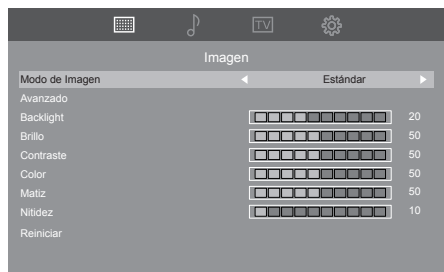 TV
Imagen
Modo de Imagen Estándar
Avanzado
Backlight 20
Brillo 50
Contraste 50
Color 50
Matiz 50
Nitidez 10
Reiniciar